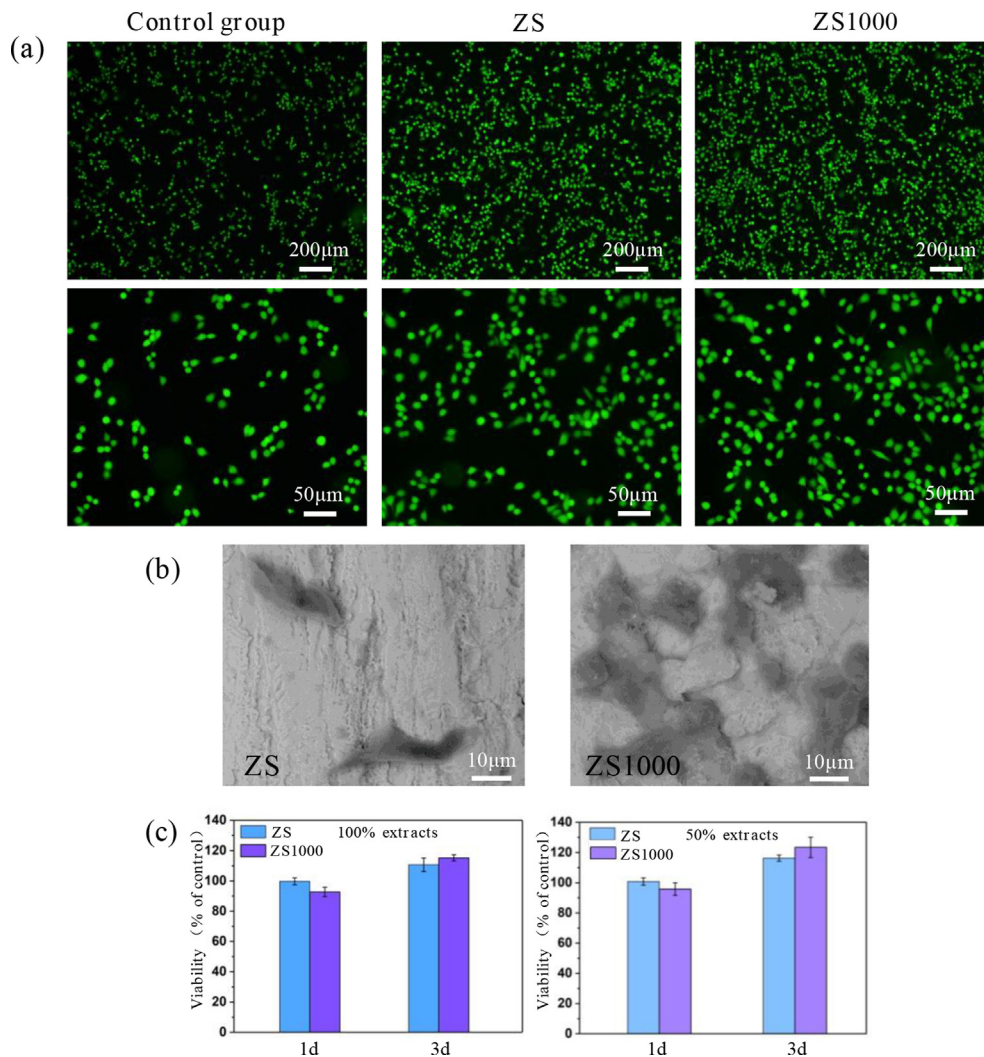 Control group ZS ZS1000
(a)
200µm 200µm 200µm
50µm 50µm 50µm
(b)
ZS 10µm ZS1000 10µm
(c)
140
120
100
80
60
40
20
0
Viability（% of control）
ZS 100% extracts
ZS1000
1d 3d
140
120
100
80
60
40
20
0
Viability（% of control）
ZS 50% extracts
ZS1000
1d 3d